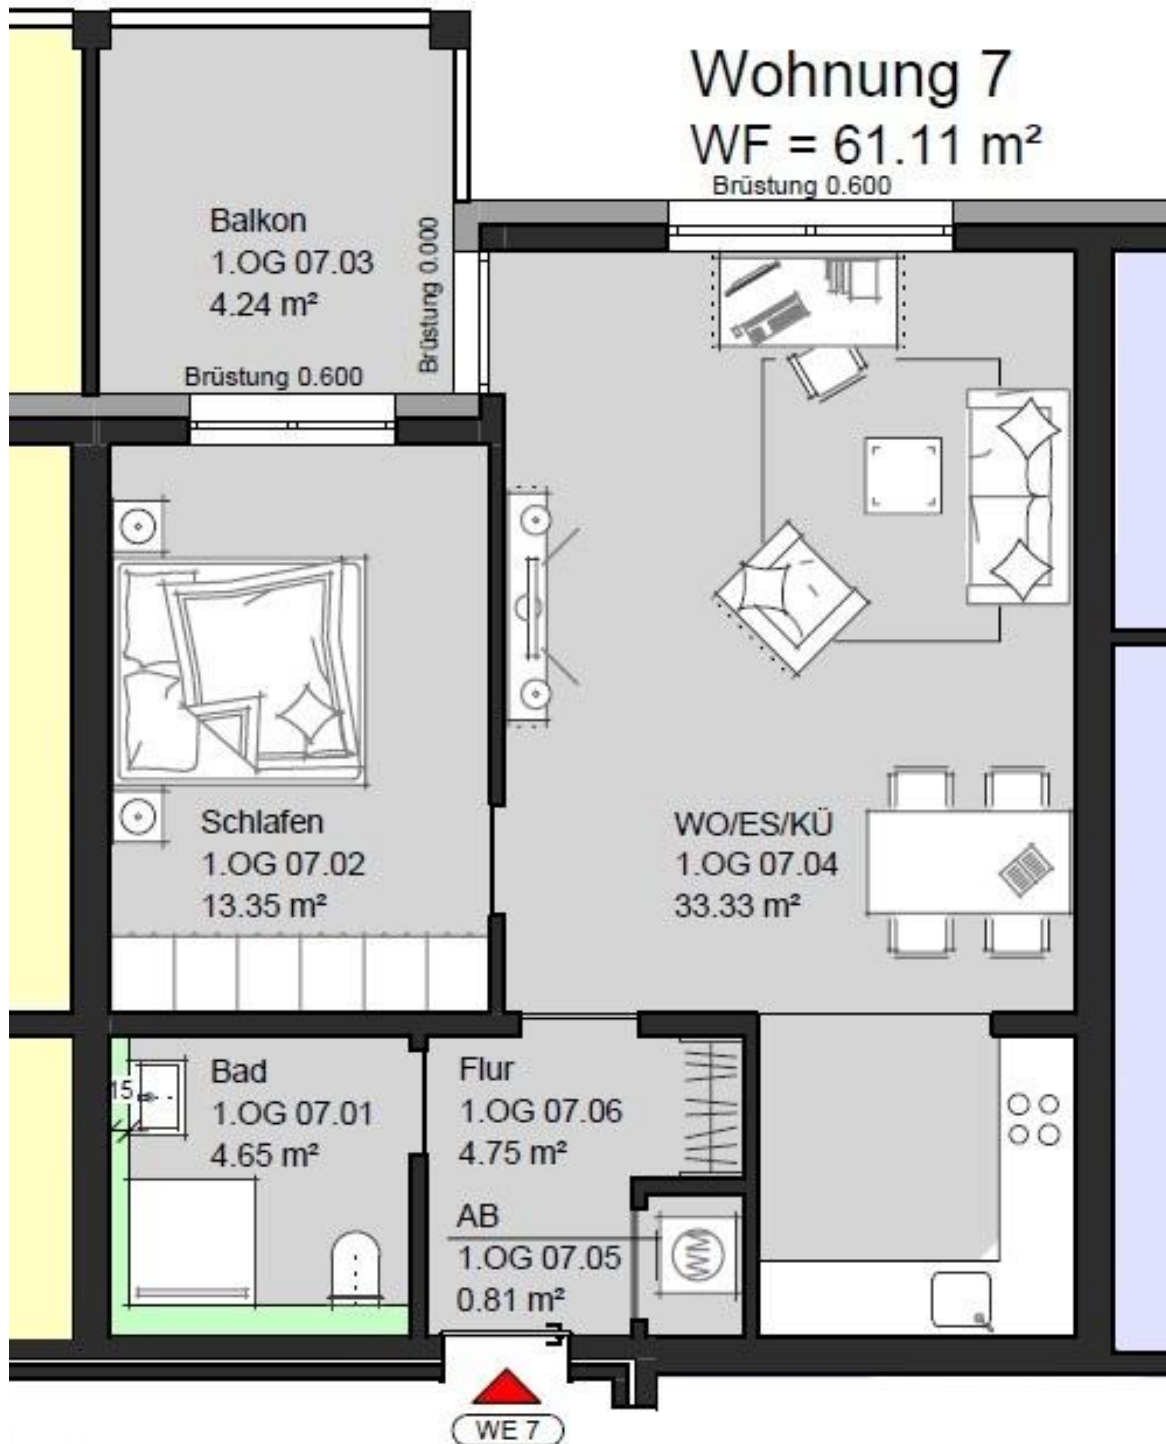 Wohnung 7
WF = 61.11 m²
Brüstung 0.600
Balkon
1.OG 07.03
4.24 m²
Brüstung 0.000
Brüstung 0.600
Schlafen
1.OG 07.02
13.35 m²
WO/ES/KÜ
1.OG 07.04
33.33 m²
15
Bad
1.OG 07.01
4.65 m²
Flur
1.OG 07.06
4.75 m²
AB
1.OG 07.05
0.81 m²
WM
WE 7